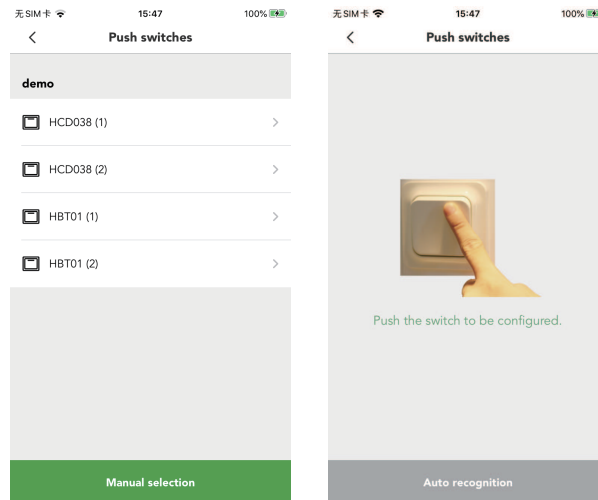 无SIM卡 15:47 100%
Push switches
demo
HCD038 (1)
HCD038 (2)
HBT01 (1)
HBT01 (2)
Manual selection
无SIM卡 15:47 100%
Push switches
Push the switch to be configured.
Auto recognition